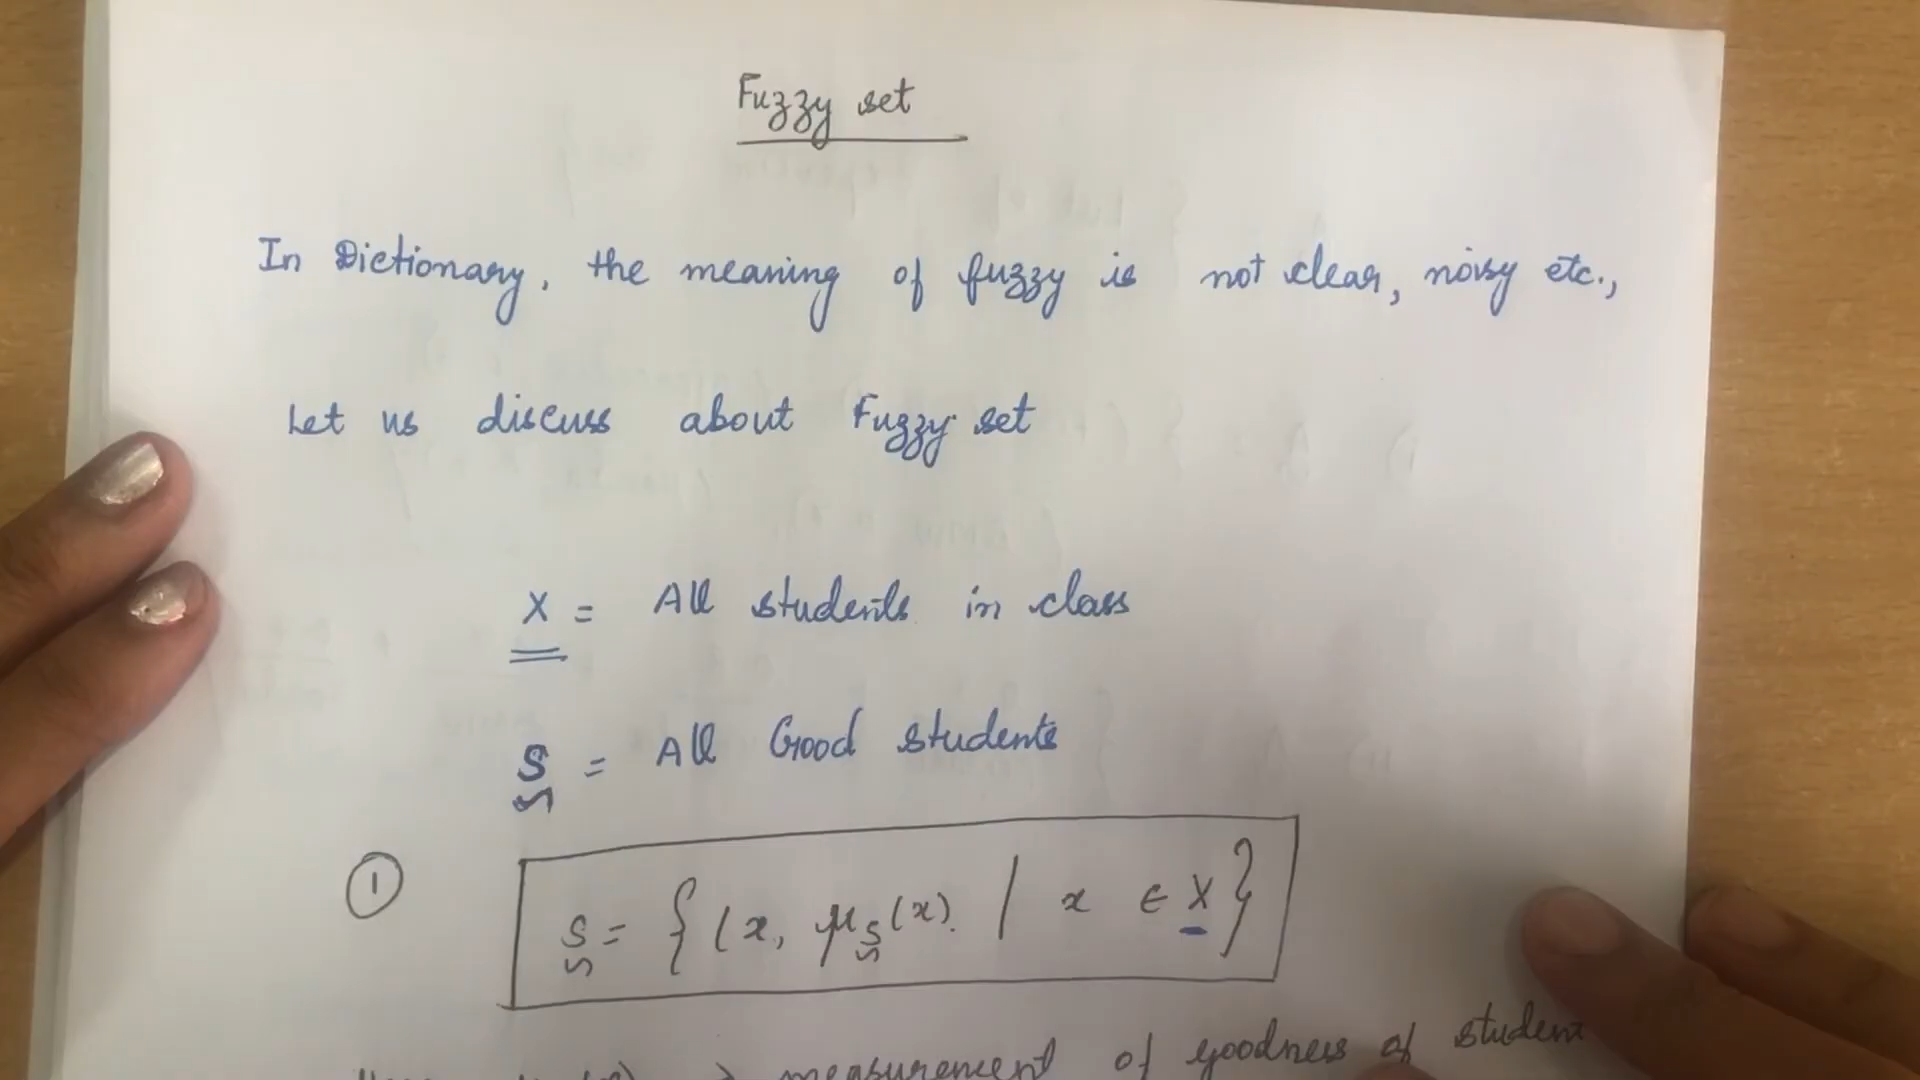 Fuzzy set
In Dictionary, the meaning of fuzzy is not clear, noisy etc.,
Let us discuss about Fuzzy set
X = All students in class
S = All Good students
① S = { (x, μ_S(x). / x ∈ X }
measurement of goodness of student